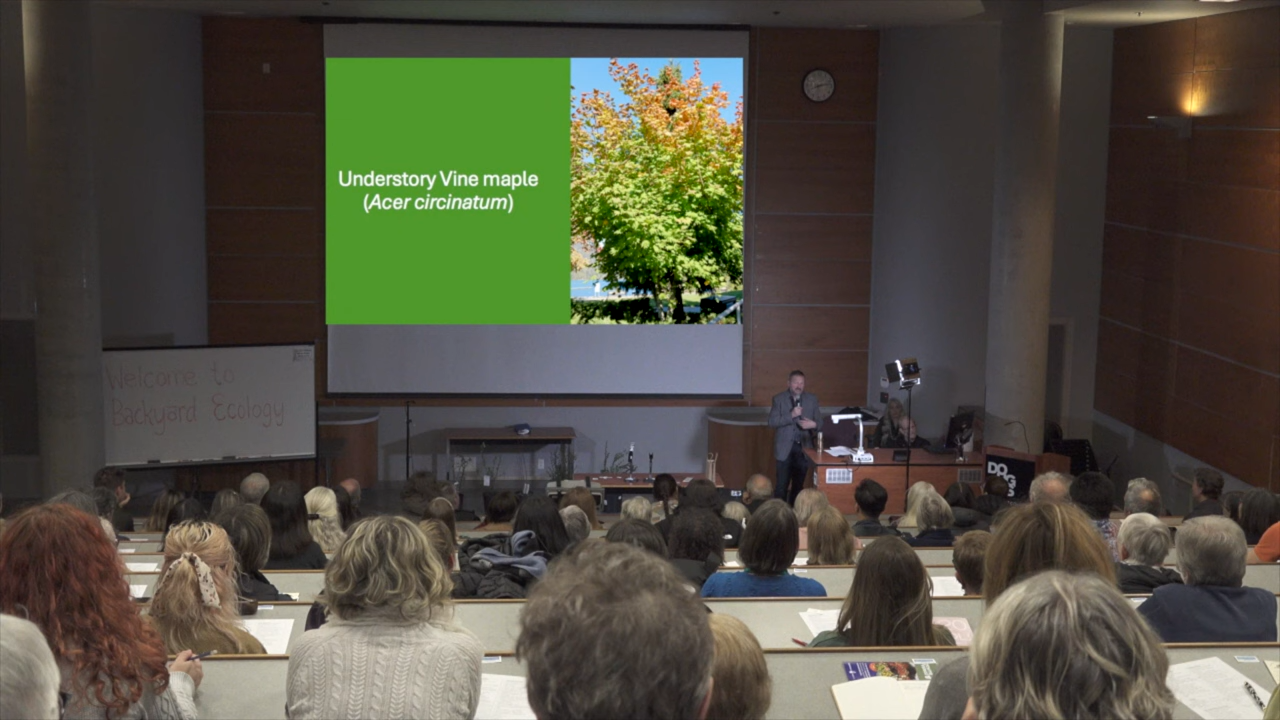 Understory Vine maple
(Acer circinatum)
Welcome to
Backyard Ecology